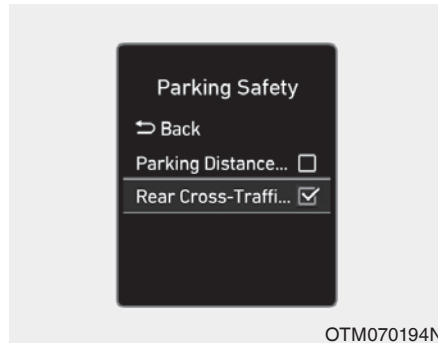 Parking Safety
Back
Parking Distance...
Rear Cross-Traffi...
OTM070194N